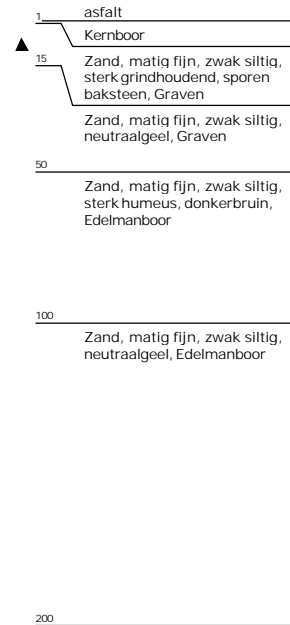 asfalt
1
Kernboor
15
Zand, matig fijn, zwak siltig,
sterk grindhoudend, sporen
baksteen, Graven
Zand, matig fijn, zwak siltig,
neutraalgeel, Graven
50
Zand, matig fijn, zwak siltig,
sterk humeus, donkerbruin,
Edelmanboor
100
Zand, matig fijn, zwak siltig,
neutraalgeel, Edelmanboor
200